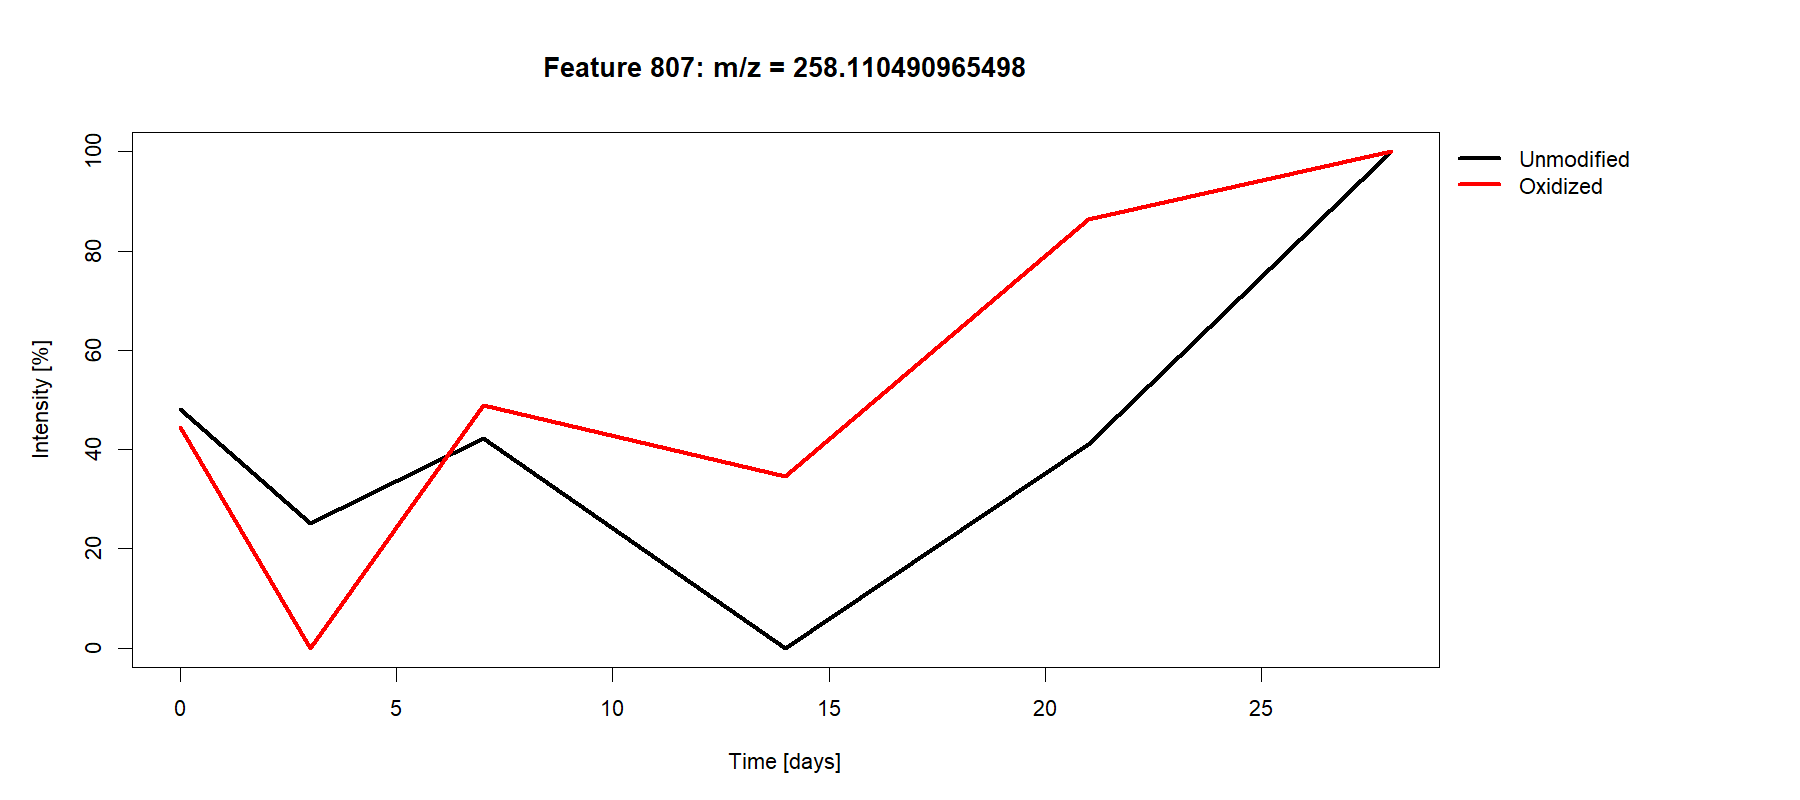 Feature 807: m/z = 258.110490965498
Unmodified
Oxidized
Intensity [%]
100
80
60
40
20
0
0 5 10 15 20 25
Time [days]